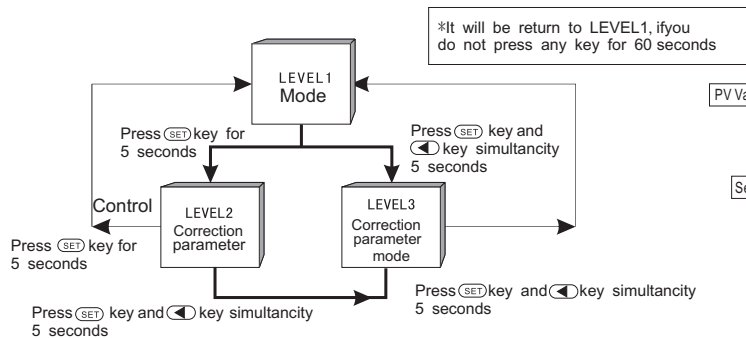 *It will be return to LEVEL1, ifyou
do not press any key for 60 seconds
LEVEL1
Mode
PV Va
Press SET key for
5 seconds
Press SET key and
◀ key simultancity
5 seconds
Se
Control
LEVEL2
Correction
parameter
LEVEL3
Correction
parameter
mode
Press SET key for
5 seconds
Press SET key and ◀ key simultancity
5 seconds
Press SET key and ◀ key simultancity
5 seconds